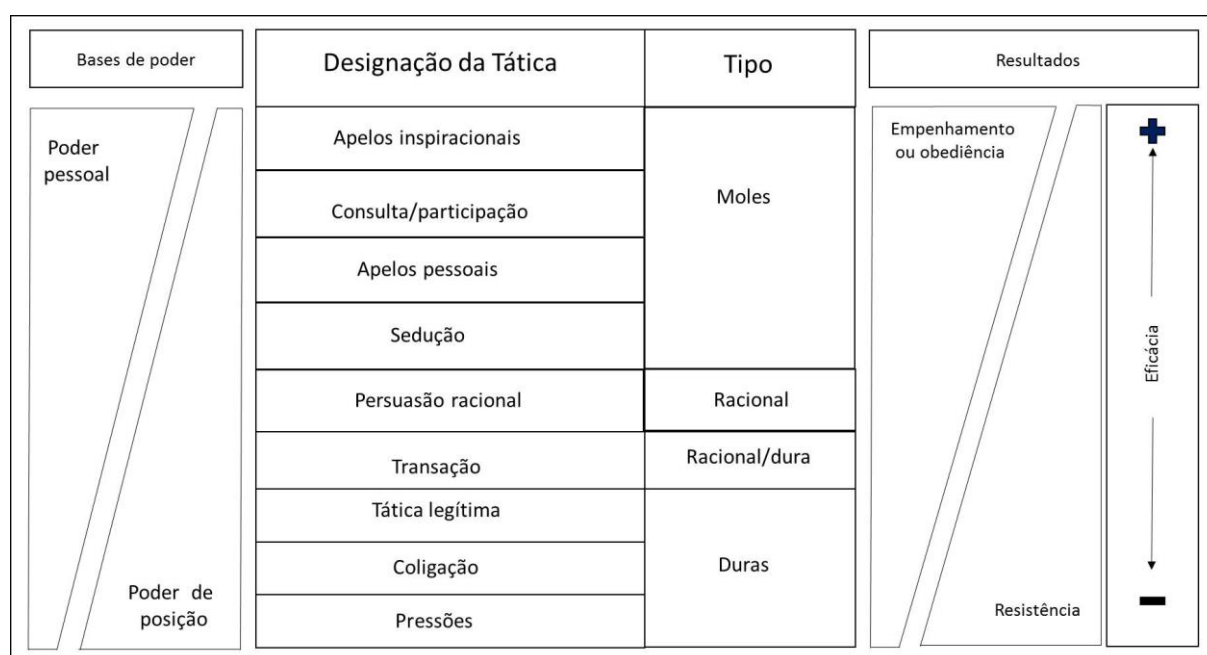 Bases de poder
Designação da Tática
Tipo
Resultados
Poder
pessoal
Poder de
posição
Apelos inspiracionais
Consulta/participação
Apelos pessoais
Sedução
Persuasão racional
Transação
Tática legítima
Coligação
Pressões
Moles
Racional
Racional/dura
Duras
Empenhamento
ou obediência
Resistência
Eficácia